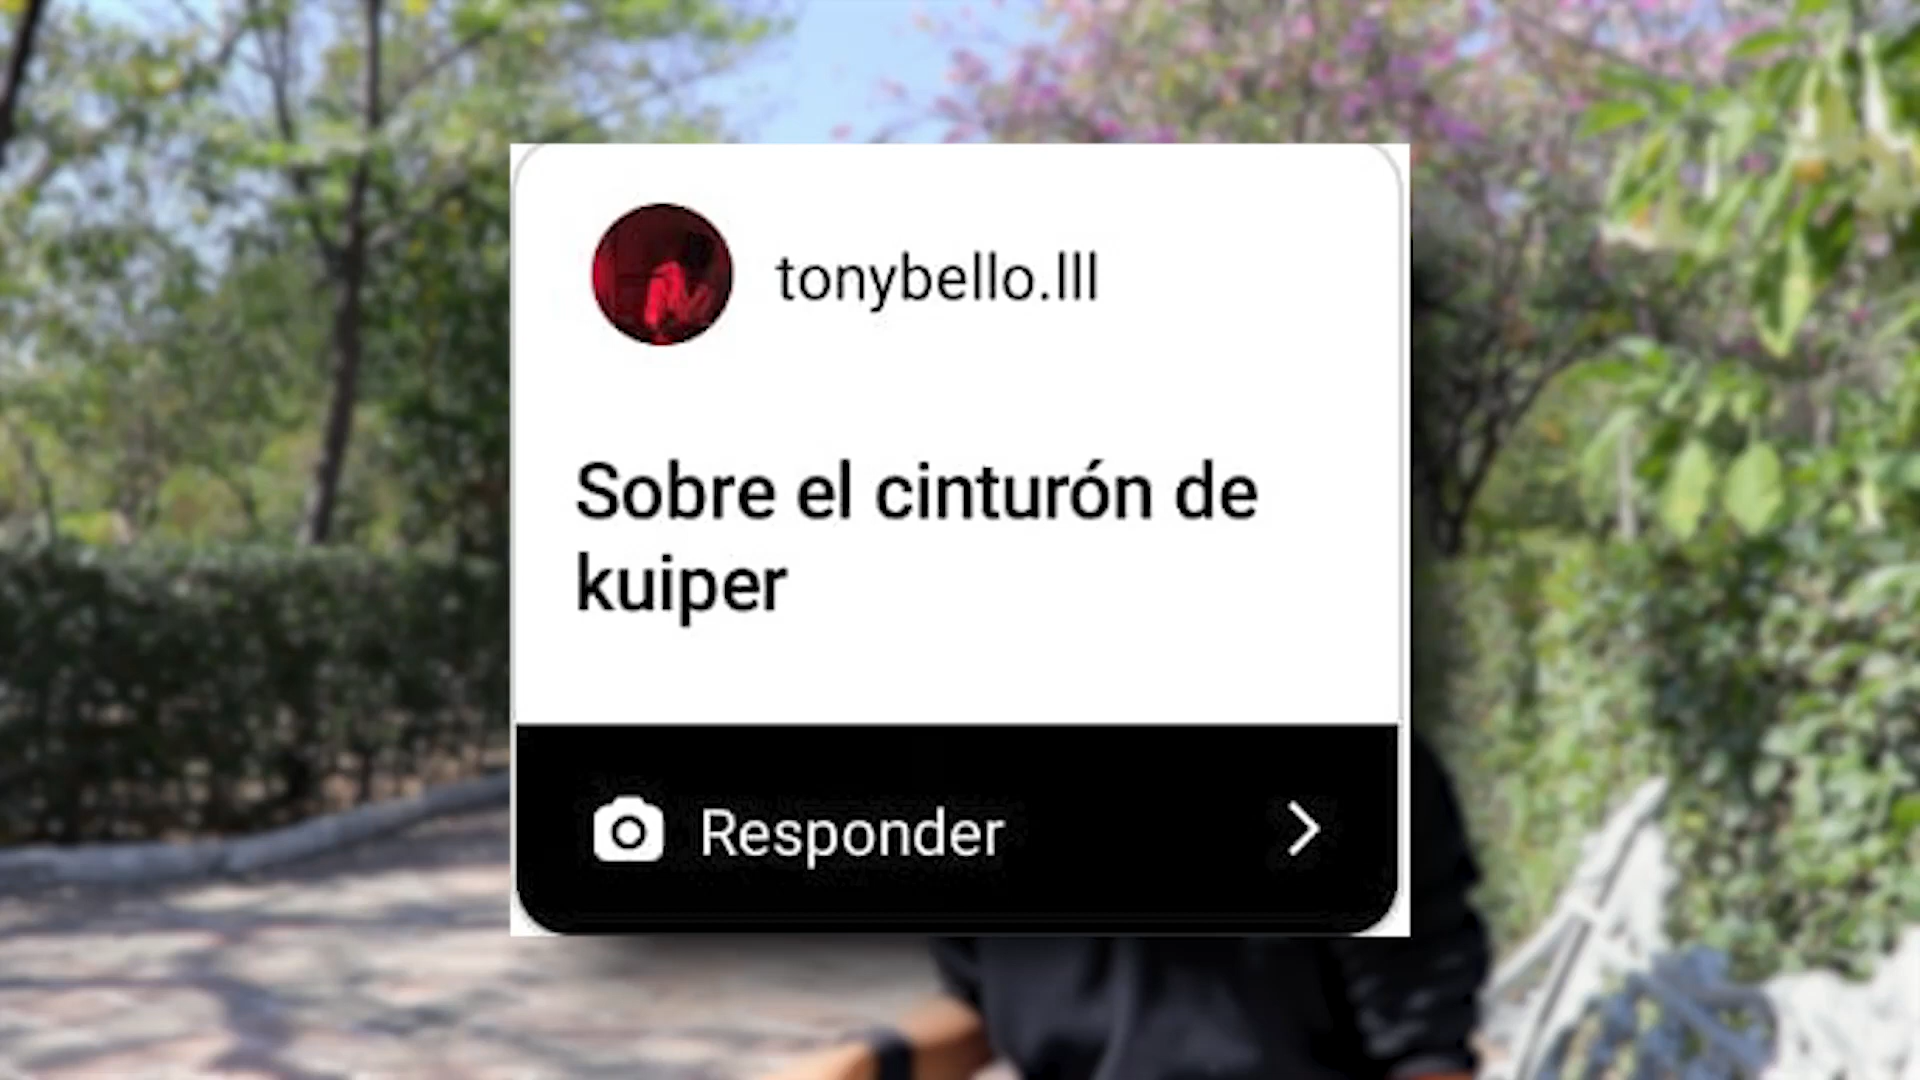 tonybello.lll
Sobre el cinturón de
kuiper
Responder